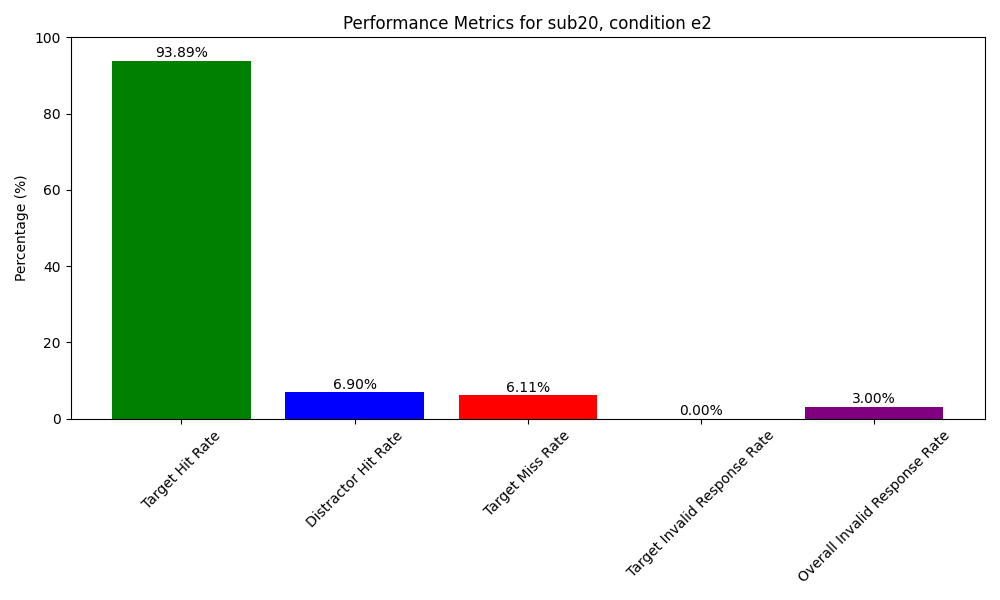 Performance Metrics for sub20, condition e2
Percentage (%)
100
80
60
40
20
0
93.89%
6.90%
6.11%
0.00%
3.00%
Target Hit Rate
Distractor Hit Rate
Target Miss Rate
Target Invalid Response Rate
Overall Invalid Response Rate